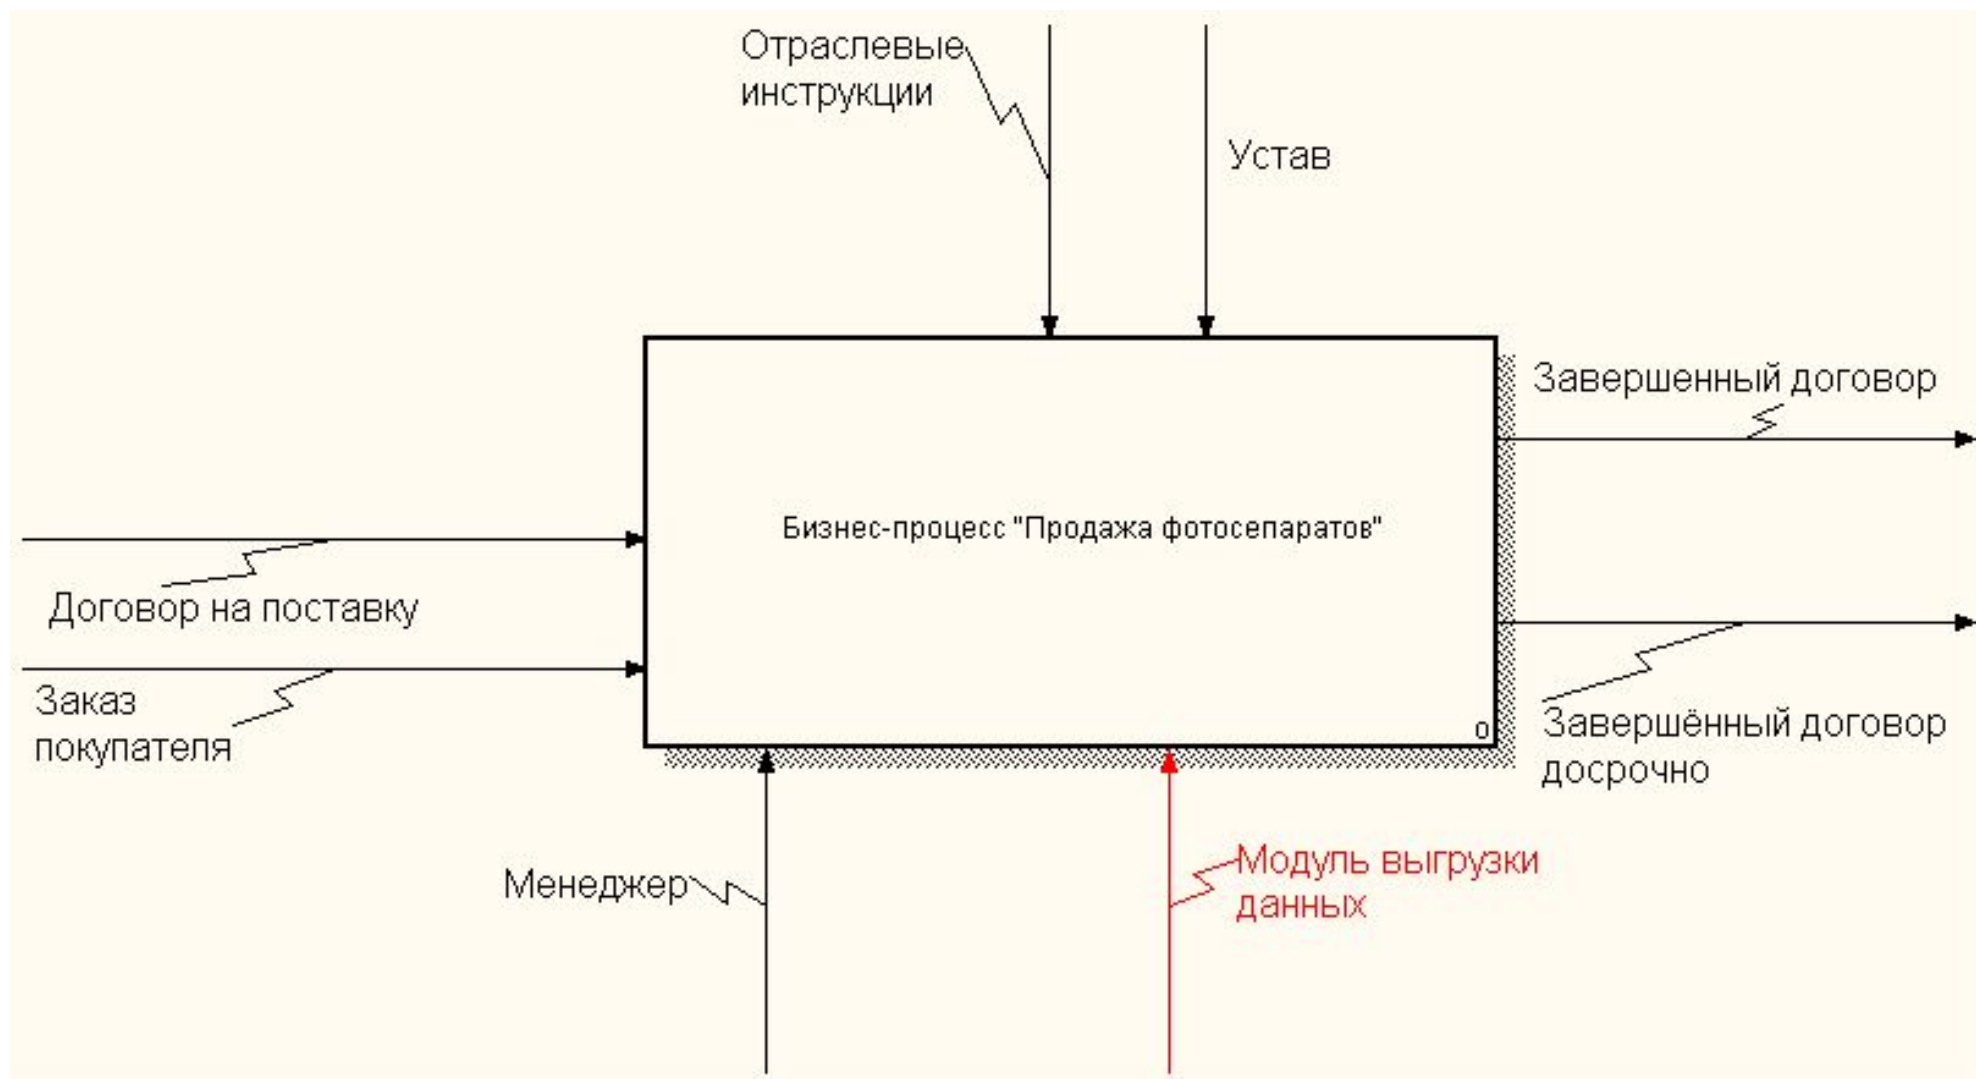 Отраслевые
инструкции
Устав
Завершенный договор
Бизнес-процесс "Продажа фотосепаратов"
Договор на поставку
Заказ
покупателя
0
Завершённый договор
досрочно
Менеджер
Модуль выгрузки
данных